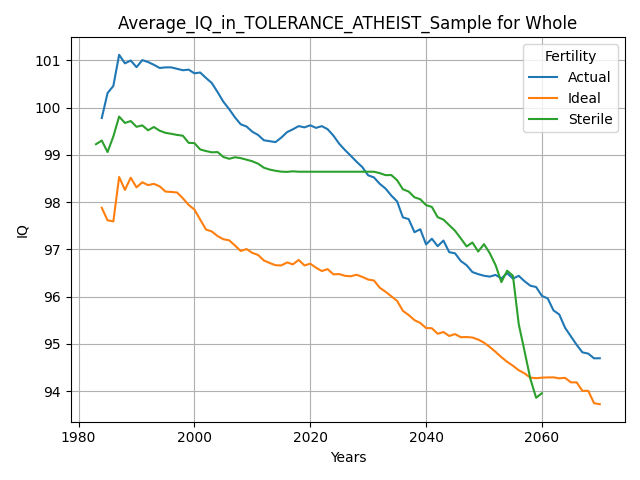 Average_IQ_in_TOLERANCE_ATHEIST_Sample for Whole
Fertility
Actual
Ideal
Sterile
IQ
101
100
99
98
97
96
95
94
1980
2000
2020
2040
2060
Years